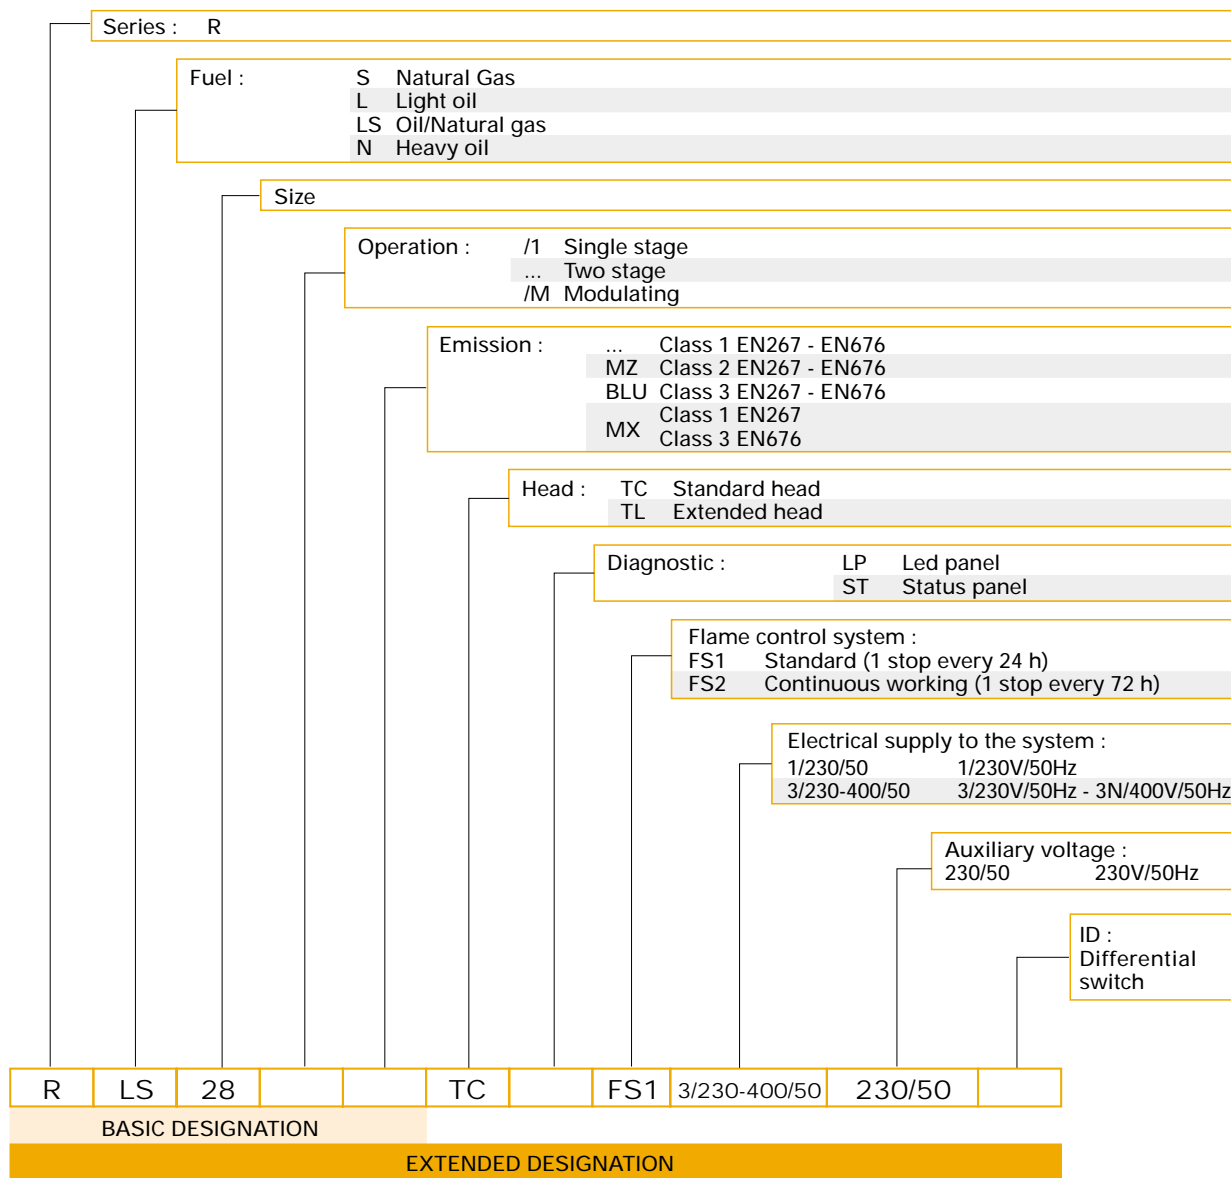 Series : R
Fuel : S Natural Gas
L Light oil
LS Oil/Natural gas
N Heavy oil
Size
Operation : /1 Single stage
... Two stage
/M Modulating
Emission : ... Class 1 EN267 - EN676
MZ Class 2 EN267 - EN676
BLU Class 3 EN267 - EN676
MX Class 1 EN267
Class 3 EN676
Head : TC Standard head
TL Extended head
Diagnostic : LP Led panel
ST Status panel
Flame control system :
FS1 Standard (1 stop every 24 h)
FS2 Continuous working (1 stop every 72 h)
Electrical supply to the system :
1/230/50 1/230V/50Hz
3/230-400/50 3/230V/50Hz - 3N/400V/50Hz
Auxiliary voltage :
230/50 230V/50Hz
ID :
Differential
switch
R LS 28 TC FS1 3/230-400/50 230/50
BASIC DESIGNATION
EXTENDED DESIGNATION